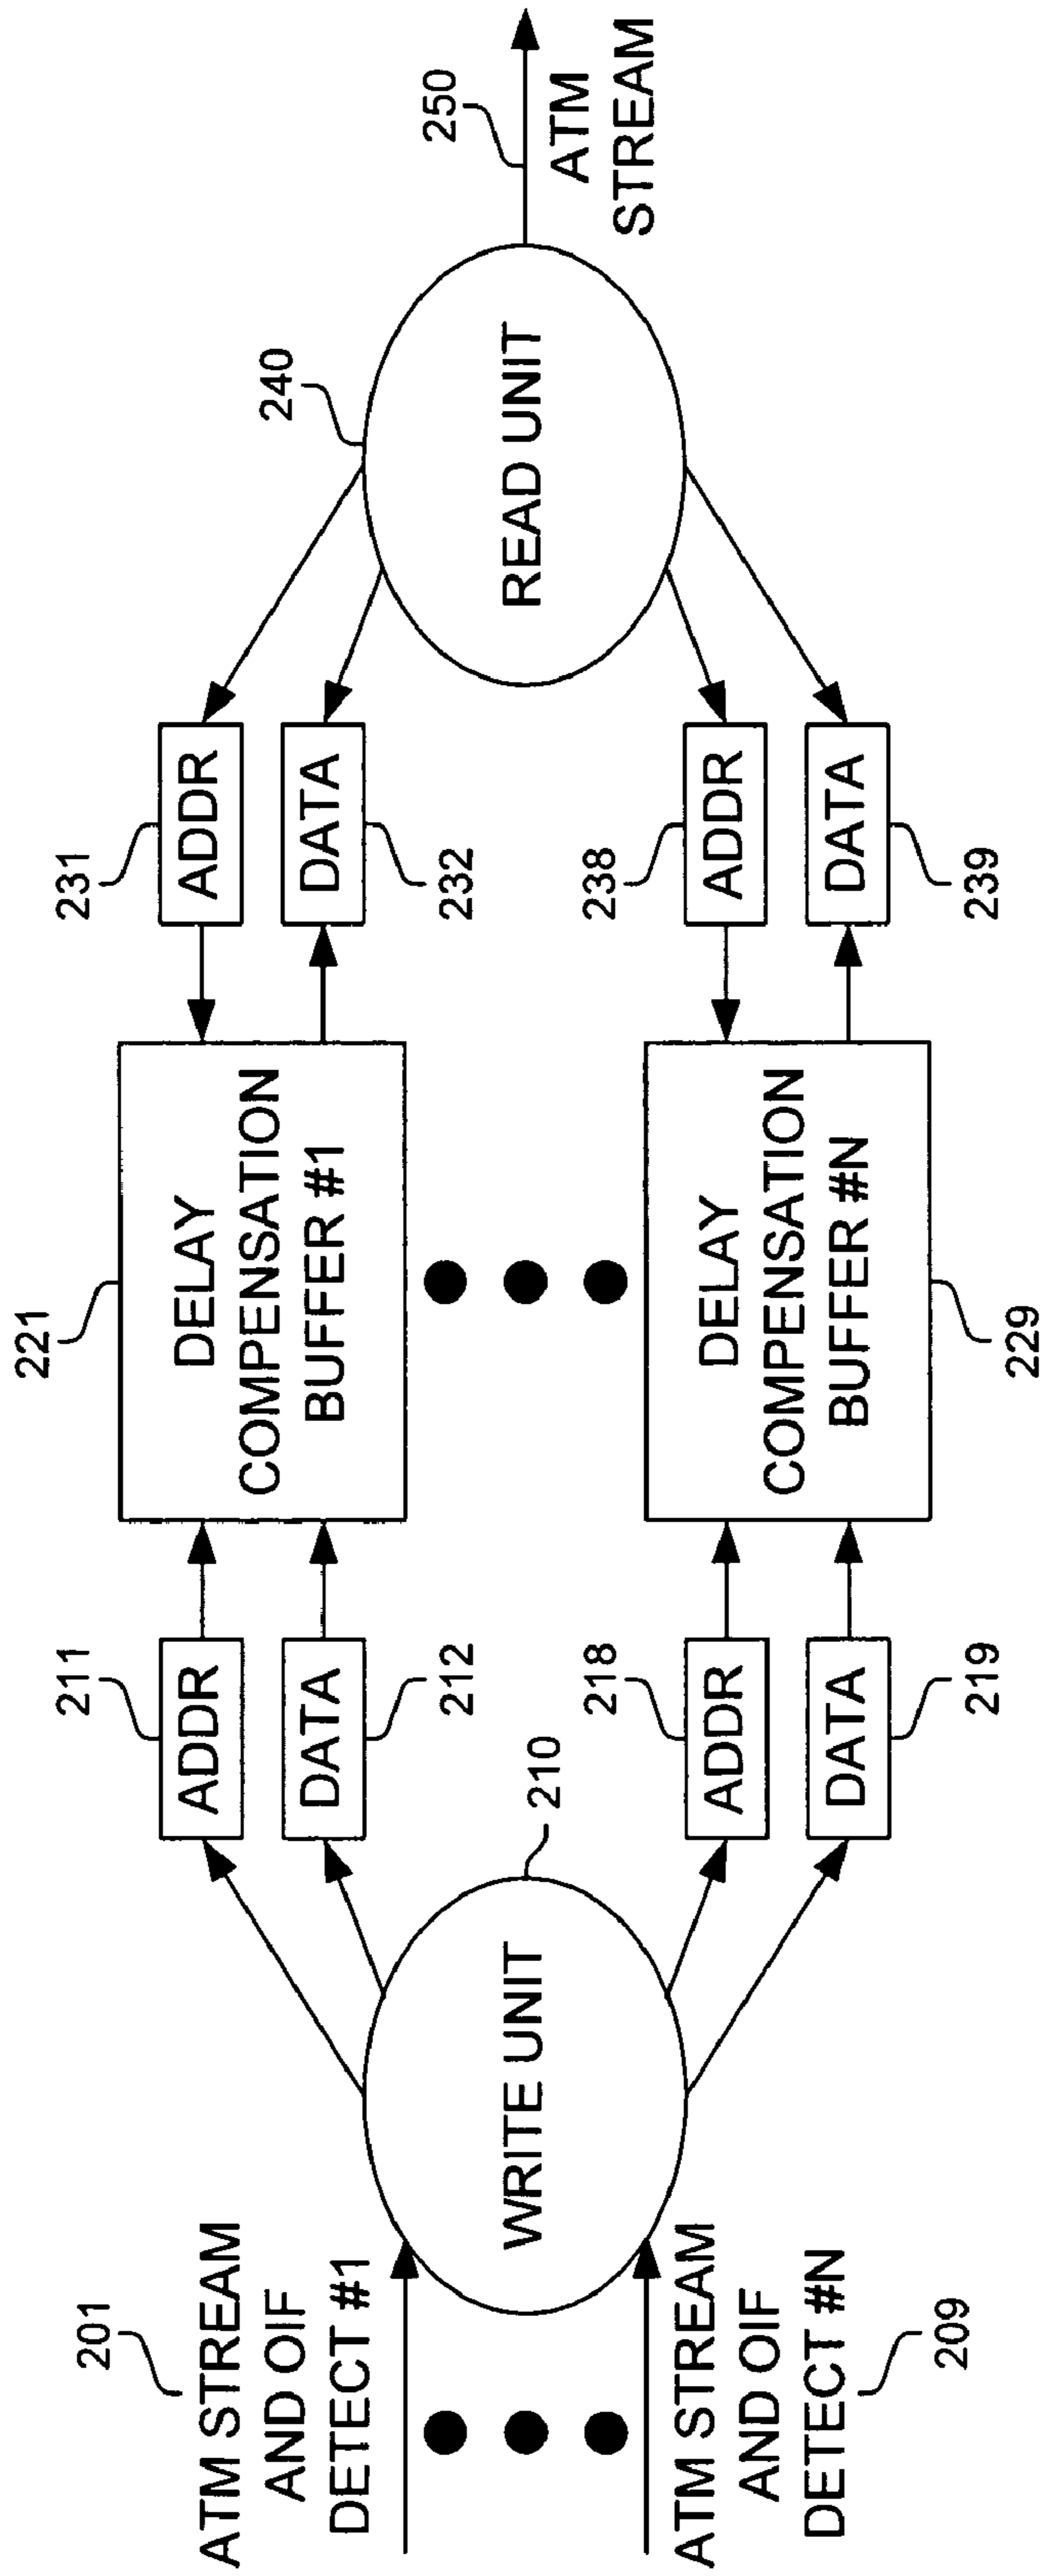 201
ATM STREAM
AND OIF
DETECT #1
ATM STREAM
AND OIF
DETECT #N
209
WRITE UNIT
210
211
ADDR
DATA
212
218
ADDR
DATA
219
221
DELAY
COMPENSATION
BUFFER #1
DELAY
COMPENSATION
BUFFER #N
229
231
ADDR
DATA
232
238
ADDR
DATA
239
240
READ UNIT
250
ATM
STREAM